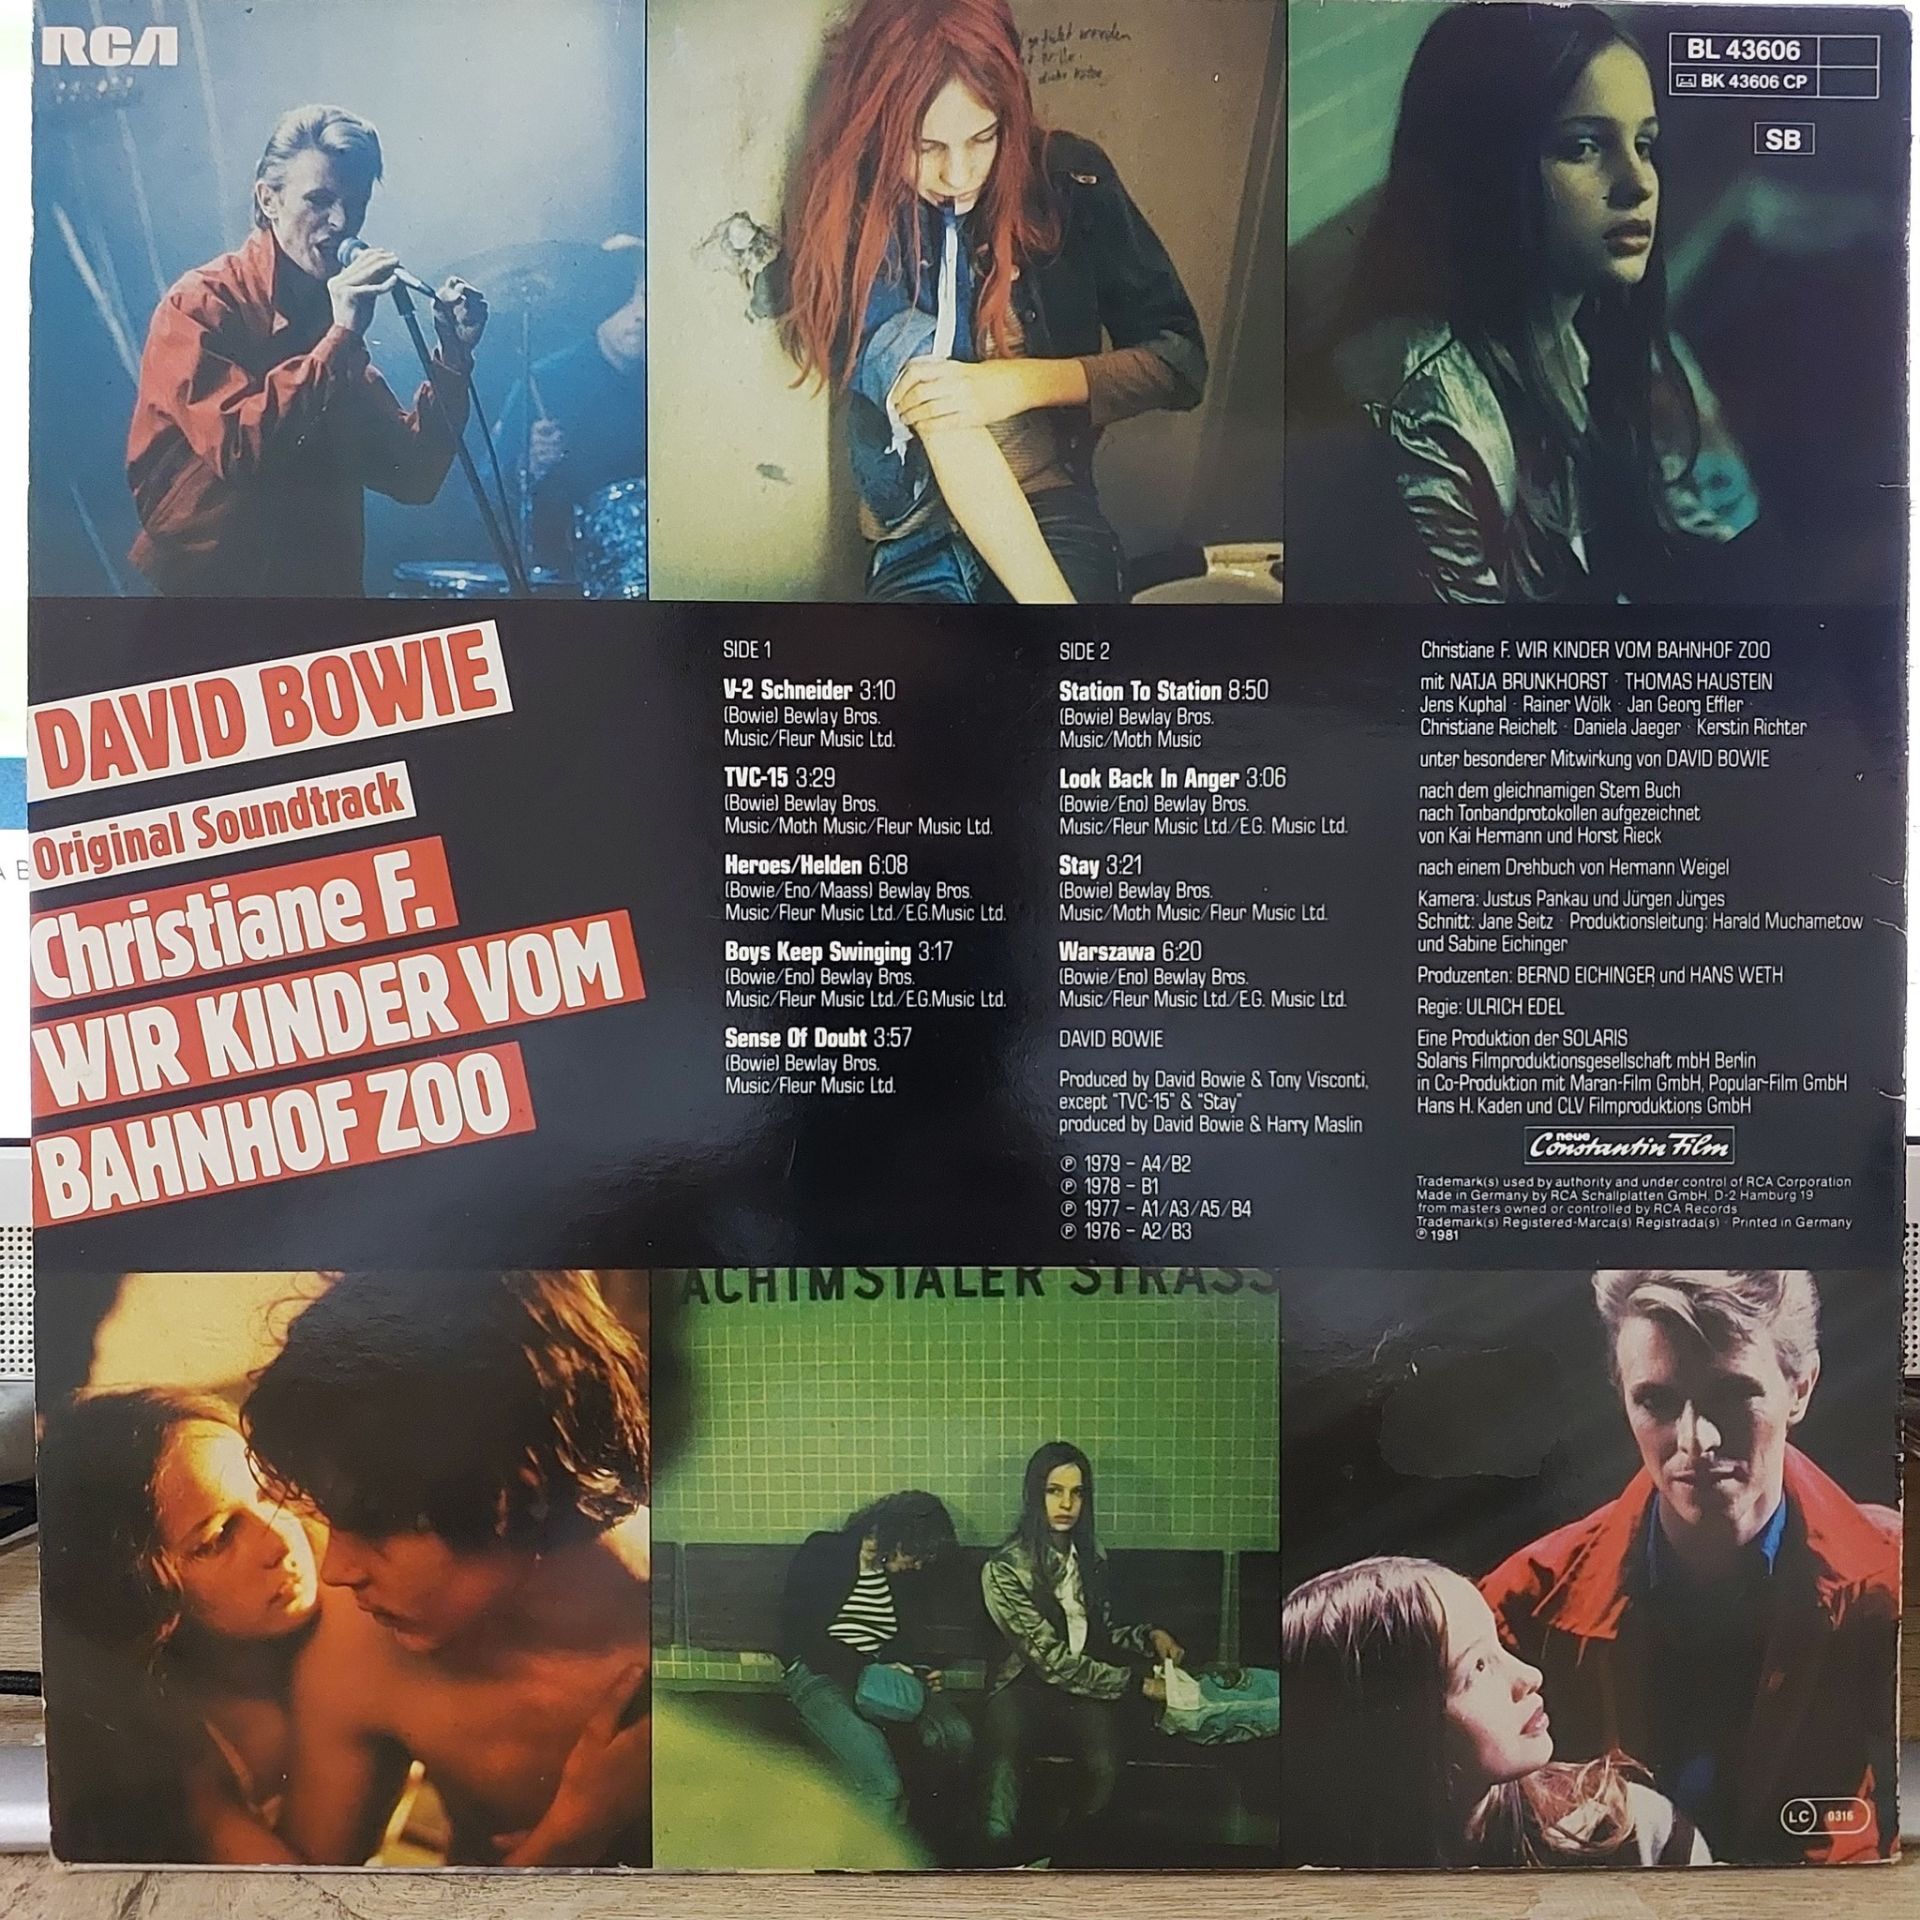 RCA
BL 43606
BK 43606 CP
SB
DAVID BOWIE
Original Soundtrack
Christiane F.
WIR KINDER VOM
BAHNHOF ZOO
SIDE 1
V-2 Schneider 3:10
(Bowie) Bewlay Bros.
Music/Fleur Music Ltd.
TVC-15 3:29
(Bowie) Bewlay Bros.
Music/Moth Music/Fleur Music Ltd.
Heroes/Helden 6:08
(Bowie/Eno/Maass) Bewlay Bros.
Music/Fleur Music Ltd./E.G.Music Ltd.
Boys Keep Swinging 3:17
(Bowie/Eno) Bewlay Bros.
Music/Fleur Music Ltd./E.G.Music Ltd.
Sense Of Doubt 3:57
(Bowie) Bewlay Bros.
Music/Fleur Music Ltd.
SIDE 2
Station To Station 8:50
(Bowie) Bewlay Bros.
Music/Moth Music
Look Back In Anger 3:06
(Bowie/Eno) Bewlay Bros.
Music/Fleur Music Ltd./E.G. Music Ltd.
Stay 3:21
(Bowie) Bewlay Bros.
Music/Moth Music/Fleur Music Ltd.
Warszawa 6:20
(Bowie/Eno) Bewlay Bros.
Music/Fleur Music Ltd./E.G. Music Ltd.
DAVID BOWIE
Produced by David Bowie & Tony Visconti,
except "TVC-15" & "Stay"
produced by David Bowie & Harry Maslin
℗ 1979 – A4/B2
℗ 1978 – B1
℗ 1977 – A1/A3/A5/B4
℗ 1976 – A2/B3
Christiane F. WIR KINDER VOM BAHNHOF ZOO
mit NATJA BRUNKHORST · THOMAS HAUSTEIN
Jens Kuphal · Rainer Wölk · Jan Georg Effler ·
Christiane Reichelt · Daniela Jaeger · Kerstin Richter
unter besonderer Mitwirkung von DAVID BOWIE
nach dem gleichnamigen Stern Buch
nach Tonbandprotokollen aufgezeichnet
von Kai Hermann und Horst Rieck
nach einem Drehbuch von Hermann Weigel
Kamera: Justus Pankau und Jürgen Jürges
Schnitt: Jane Seitz · Produktionsleitung: Harald Muchametow
und Sabine Eichinger
Produzenten: BERND EICHINGER und HANS WETH
Regie: ULRICH EDEL
Eine Produktion der SOLARIS
Solaris Filmproduktionsgesellschaft mbH Berlin
in Co-Produktion mit Maran-Film GmbH, Popular-Film GmbH
Hans H. Kaden und CLV Filmproduktions GmbH
neue
Constantin Film
Trademark(s) used by authority and under control of RCA Corporation
Made in Germany by RCA Schallplatten GmbH, D-2 Hamburg 19
from masters owned or controlled by RCA Records
Trademark(s) Registered-Marca(s) Registrada(s) · Printed in Germany
℗ 1981
ACHIMSTALER STRASS
LC 0316